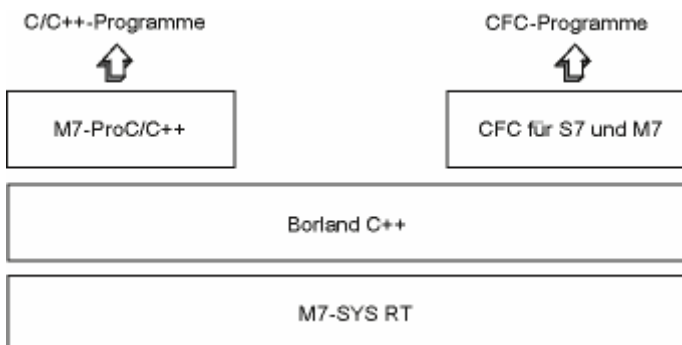 C/C++-Programme
CFC-Programme
M7-ProC/C++
CFC für S7 und M7
Borland C++
M7-SYS RT